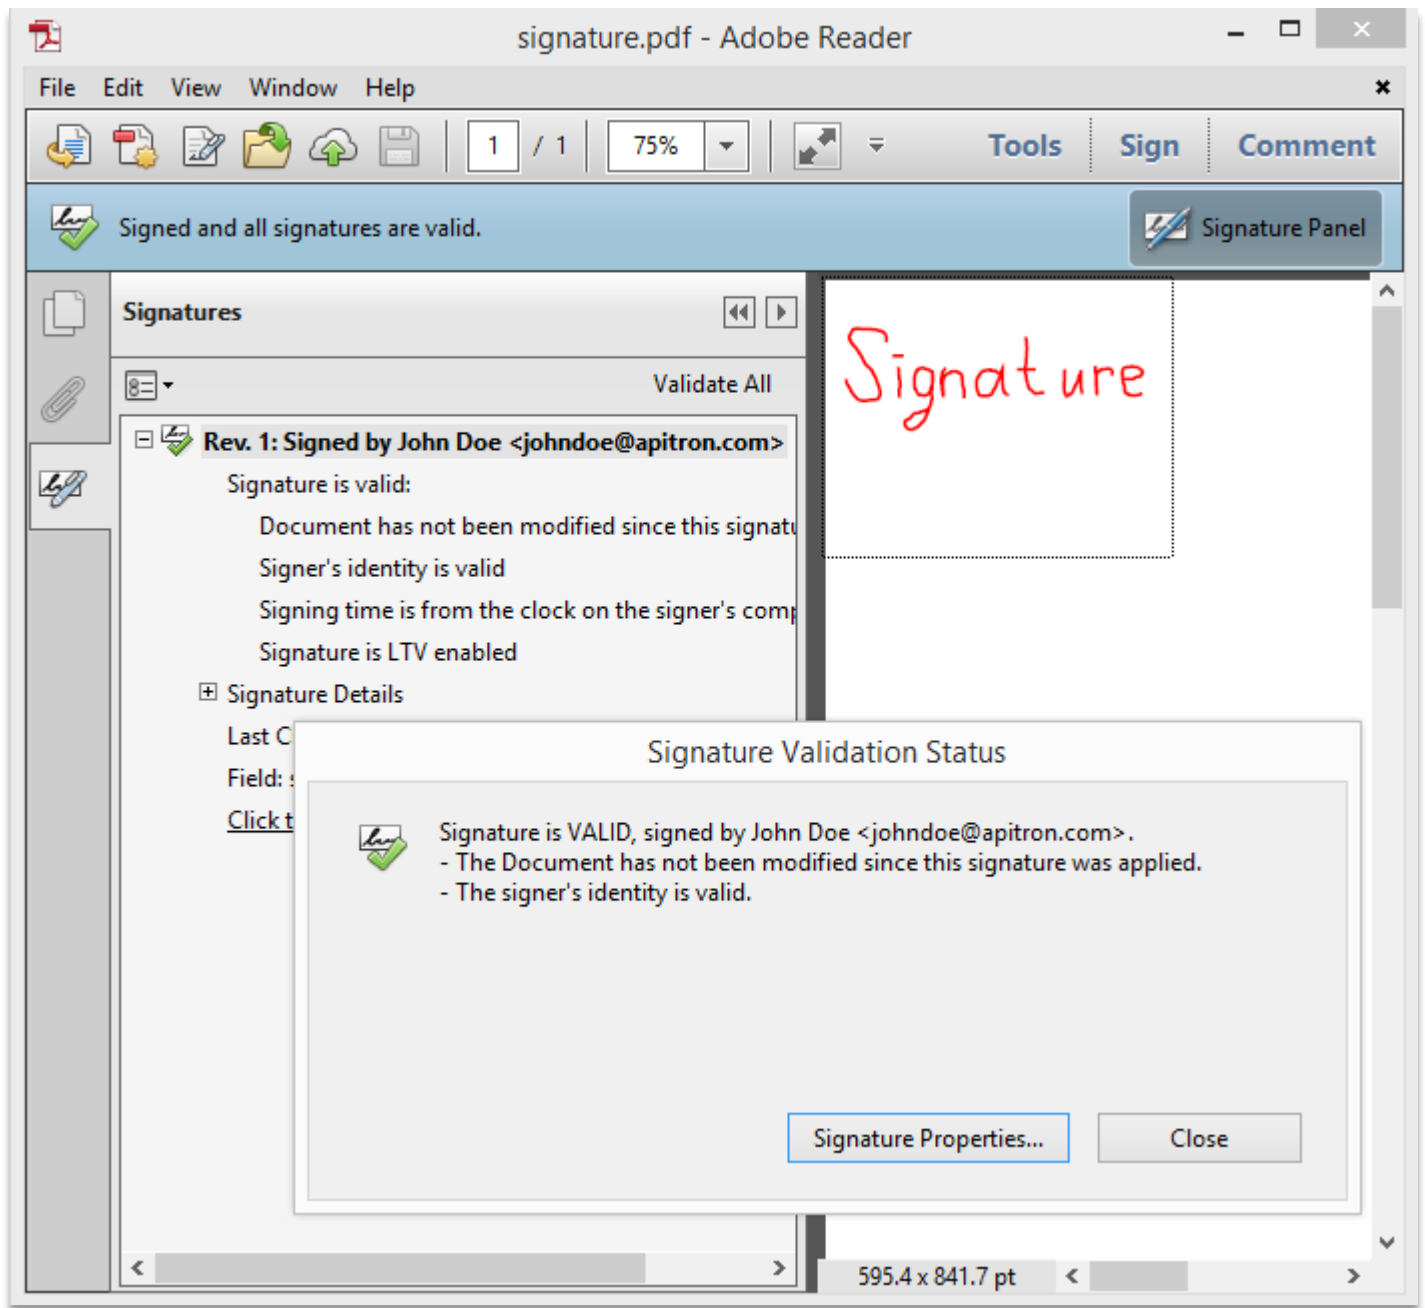 signature.pdf - Adobe Reader
File Edit View Window Help
1 / 1 75% Tools Sign Comment
Signed and all signatures are valid. Signature Panel
Signatures
Validate All
Signature
Rev. 1: Signed by John Doe <johndoe@apitron.com>
Signature is valid:
Document has not been modified since this signatu
Signer's identity is valid
Signing time is from the clock on the signer's comp
Signature is LTV enabled
Signature Details
Last C
Field: s
Click t
Signature Validation Status
Signature is VALID, signed by John Doe <johndoe@apitron.com>.
- The Document has not been modified since this signature was applied.
- The signer's identity is valid.
Signature Properties... Close
595.4 x 841.7 pt